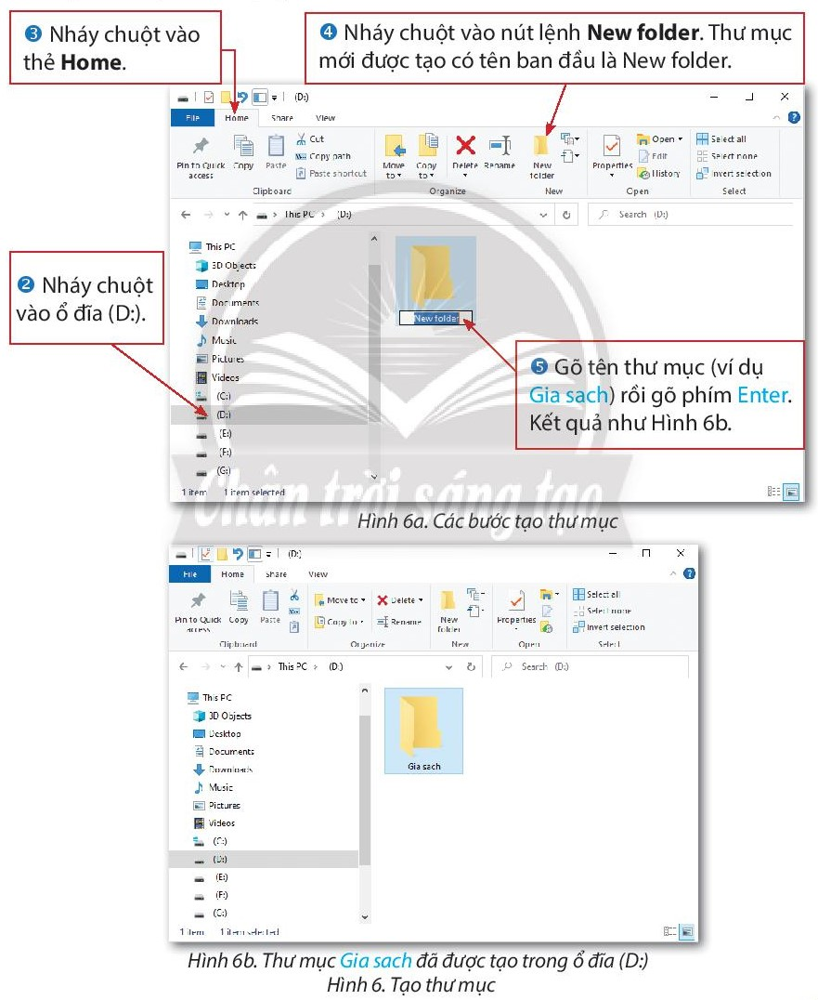 ❸ Nháy chuột vào
thẻ Home.
❹ Nháy chuột vào nút lệnh New folder. Thư mục
mới được tạo có tên ban đầu là New folder.
(D:)
File Home Share View
Pin to Quick access
Copy
Paste
Cut
Copy path
Paste shortcut
Move to
Copy to
Delete
Rename
New folder
Properties
Open
Edit
History
Select all
Select none
Invert selection
Clipboard Organize New Open Select
This PC > (D:)
Search (D:)
❷ Nháy chuột
vào ổ đĩa (D:).
This PC
3D Objects
Desktop
Documents
Downloads
Music
Pictures
Videos
(C:)
(D:)
(E:)
(F:)
(G:)
New folder
❺ Gõ tên thư mục (ví dụ
Gia sach) rồi gõ phím Enter.
Kết quả như Hình 6b.
1 item 1 item selected
Chân trời sáng tạo
Hình 6a. Các bước tạo thư mục
(D:)
File Home Share View
Pin to Quick access
Copy
Paste
Move to
Copy to
Delete
Rename
New folder
Properties
Select all
Select none
Invert selection
Clipboard Organize New Open Select
This PC > (D:)
Search (D:)
This PC
3D Objects
Desktop
Documents
Downloads
Music
Pictures
Videos
(C:)
(D:)
(E:)
(F:)
(G:)
Gia sach
1 item 1 item selected
Hình 6b. Thư mục Gia sach đã được tạo trong ổ đĩa (D:)
Hình 6. Tạo thư mục